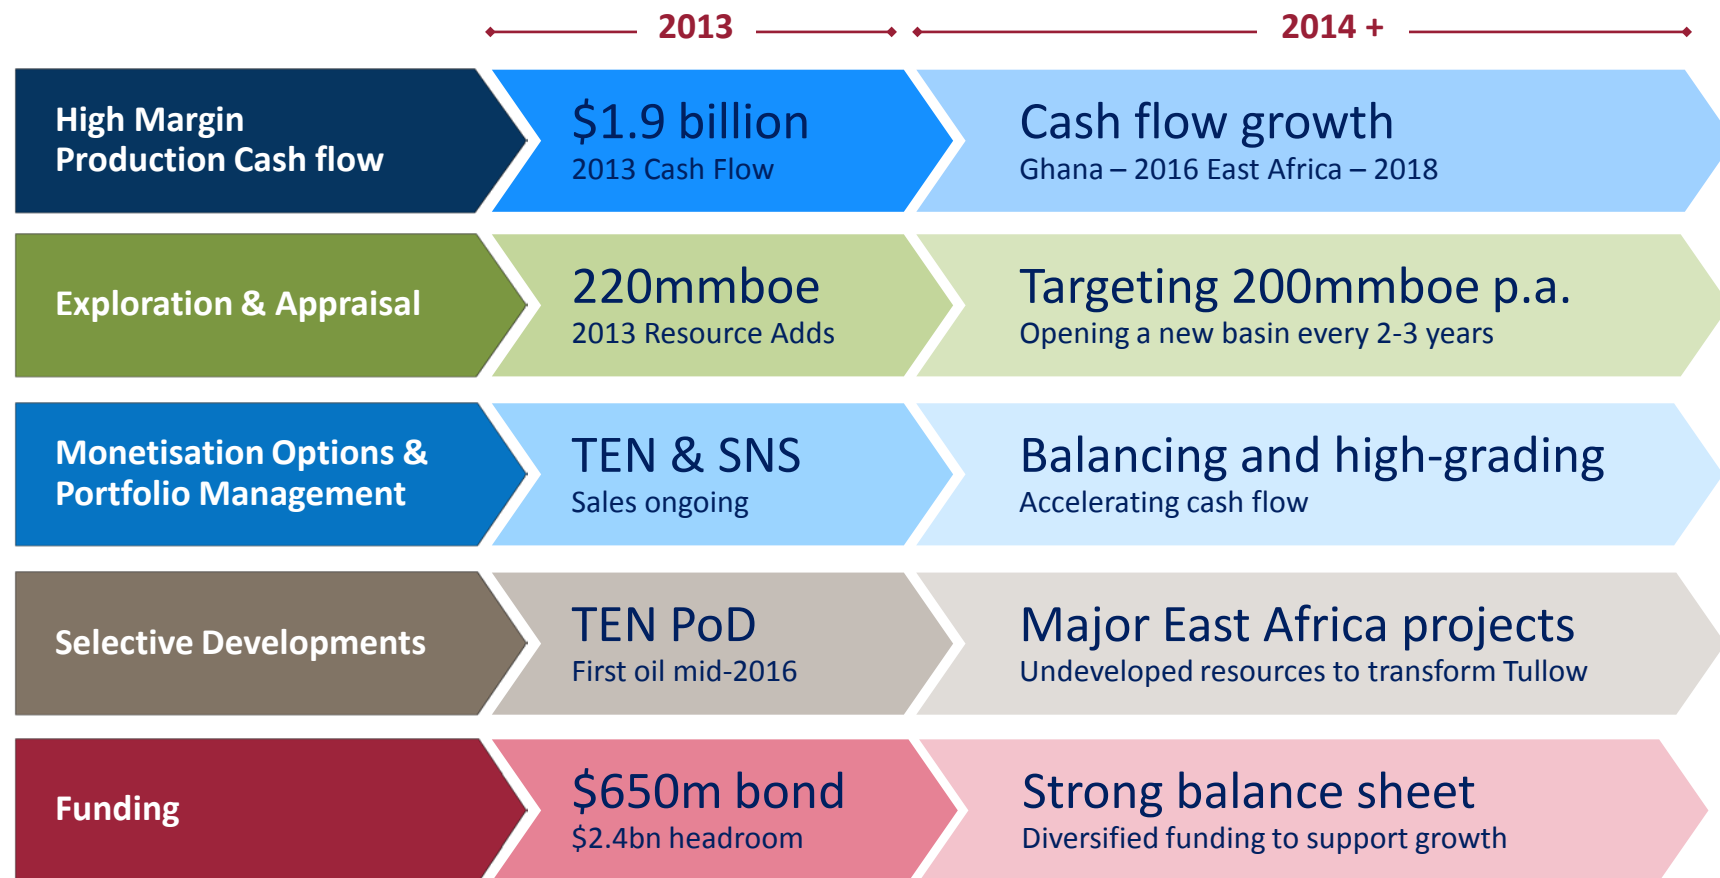 2013
2014 +
High Margin
Production Cash flow
$1.9 billion
2013 Cash Flow
Cash flow growth
Ghana – 2016 East Africa – 2018
Exploration & Appraisal
220mmboe
2013 Resource Adds
Targeting 200mmboe p.a.
Opening a new basin every 2-3 years
Monetisation Options &
Portfolio Management
TEN & SNS
Sales ongoing
Balancing and high-grading
Accelerating cash flow
Selective Developments
TEN PoD
First oil mid-2016
Major East Africa projects
Undeveloped resources to transform Tullow
Funding
$650m bond
$2.4bn headroom
Strong balance sheet
Diversified funding to support growth